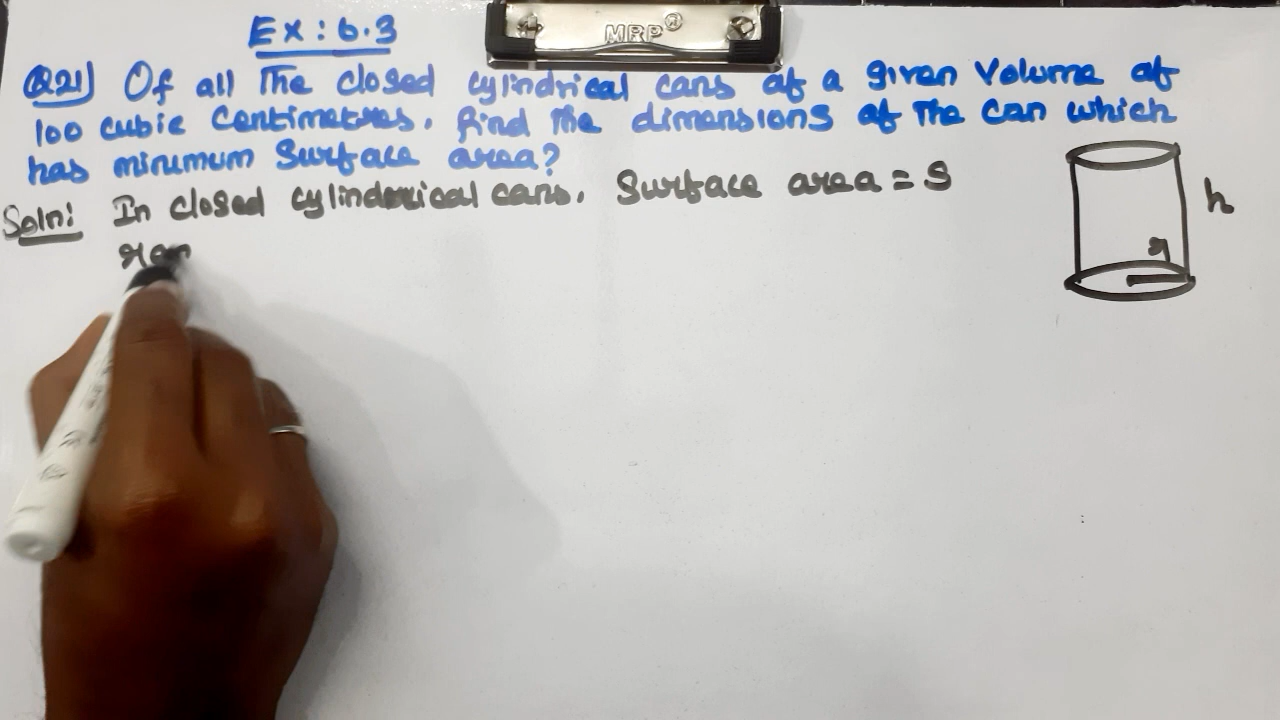 MRP®
Ex: 6.3
Q21) Of all The closed cylindrical cans of a given Volume of
100 cubic Centimetres, find the dimensions of The Can which
has minimum Surface area?
Soln: In closed cylinderical cans, Surface area = S
h
r